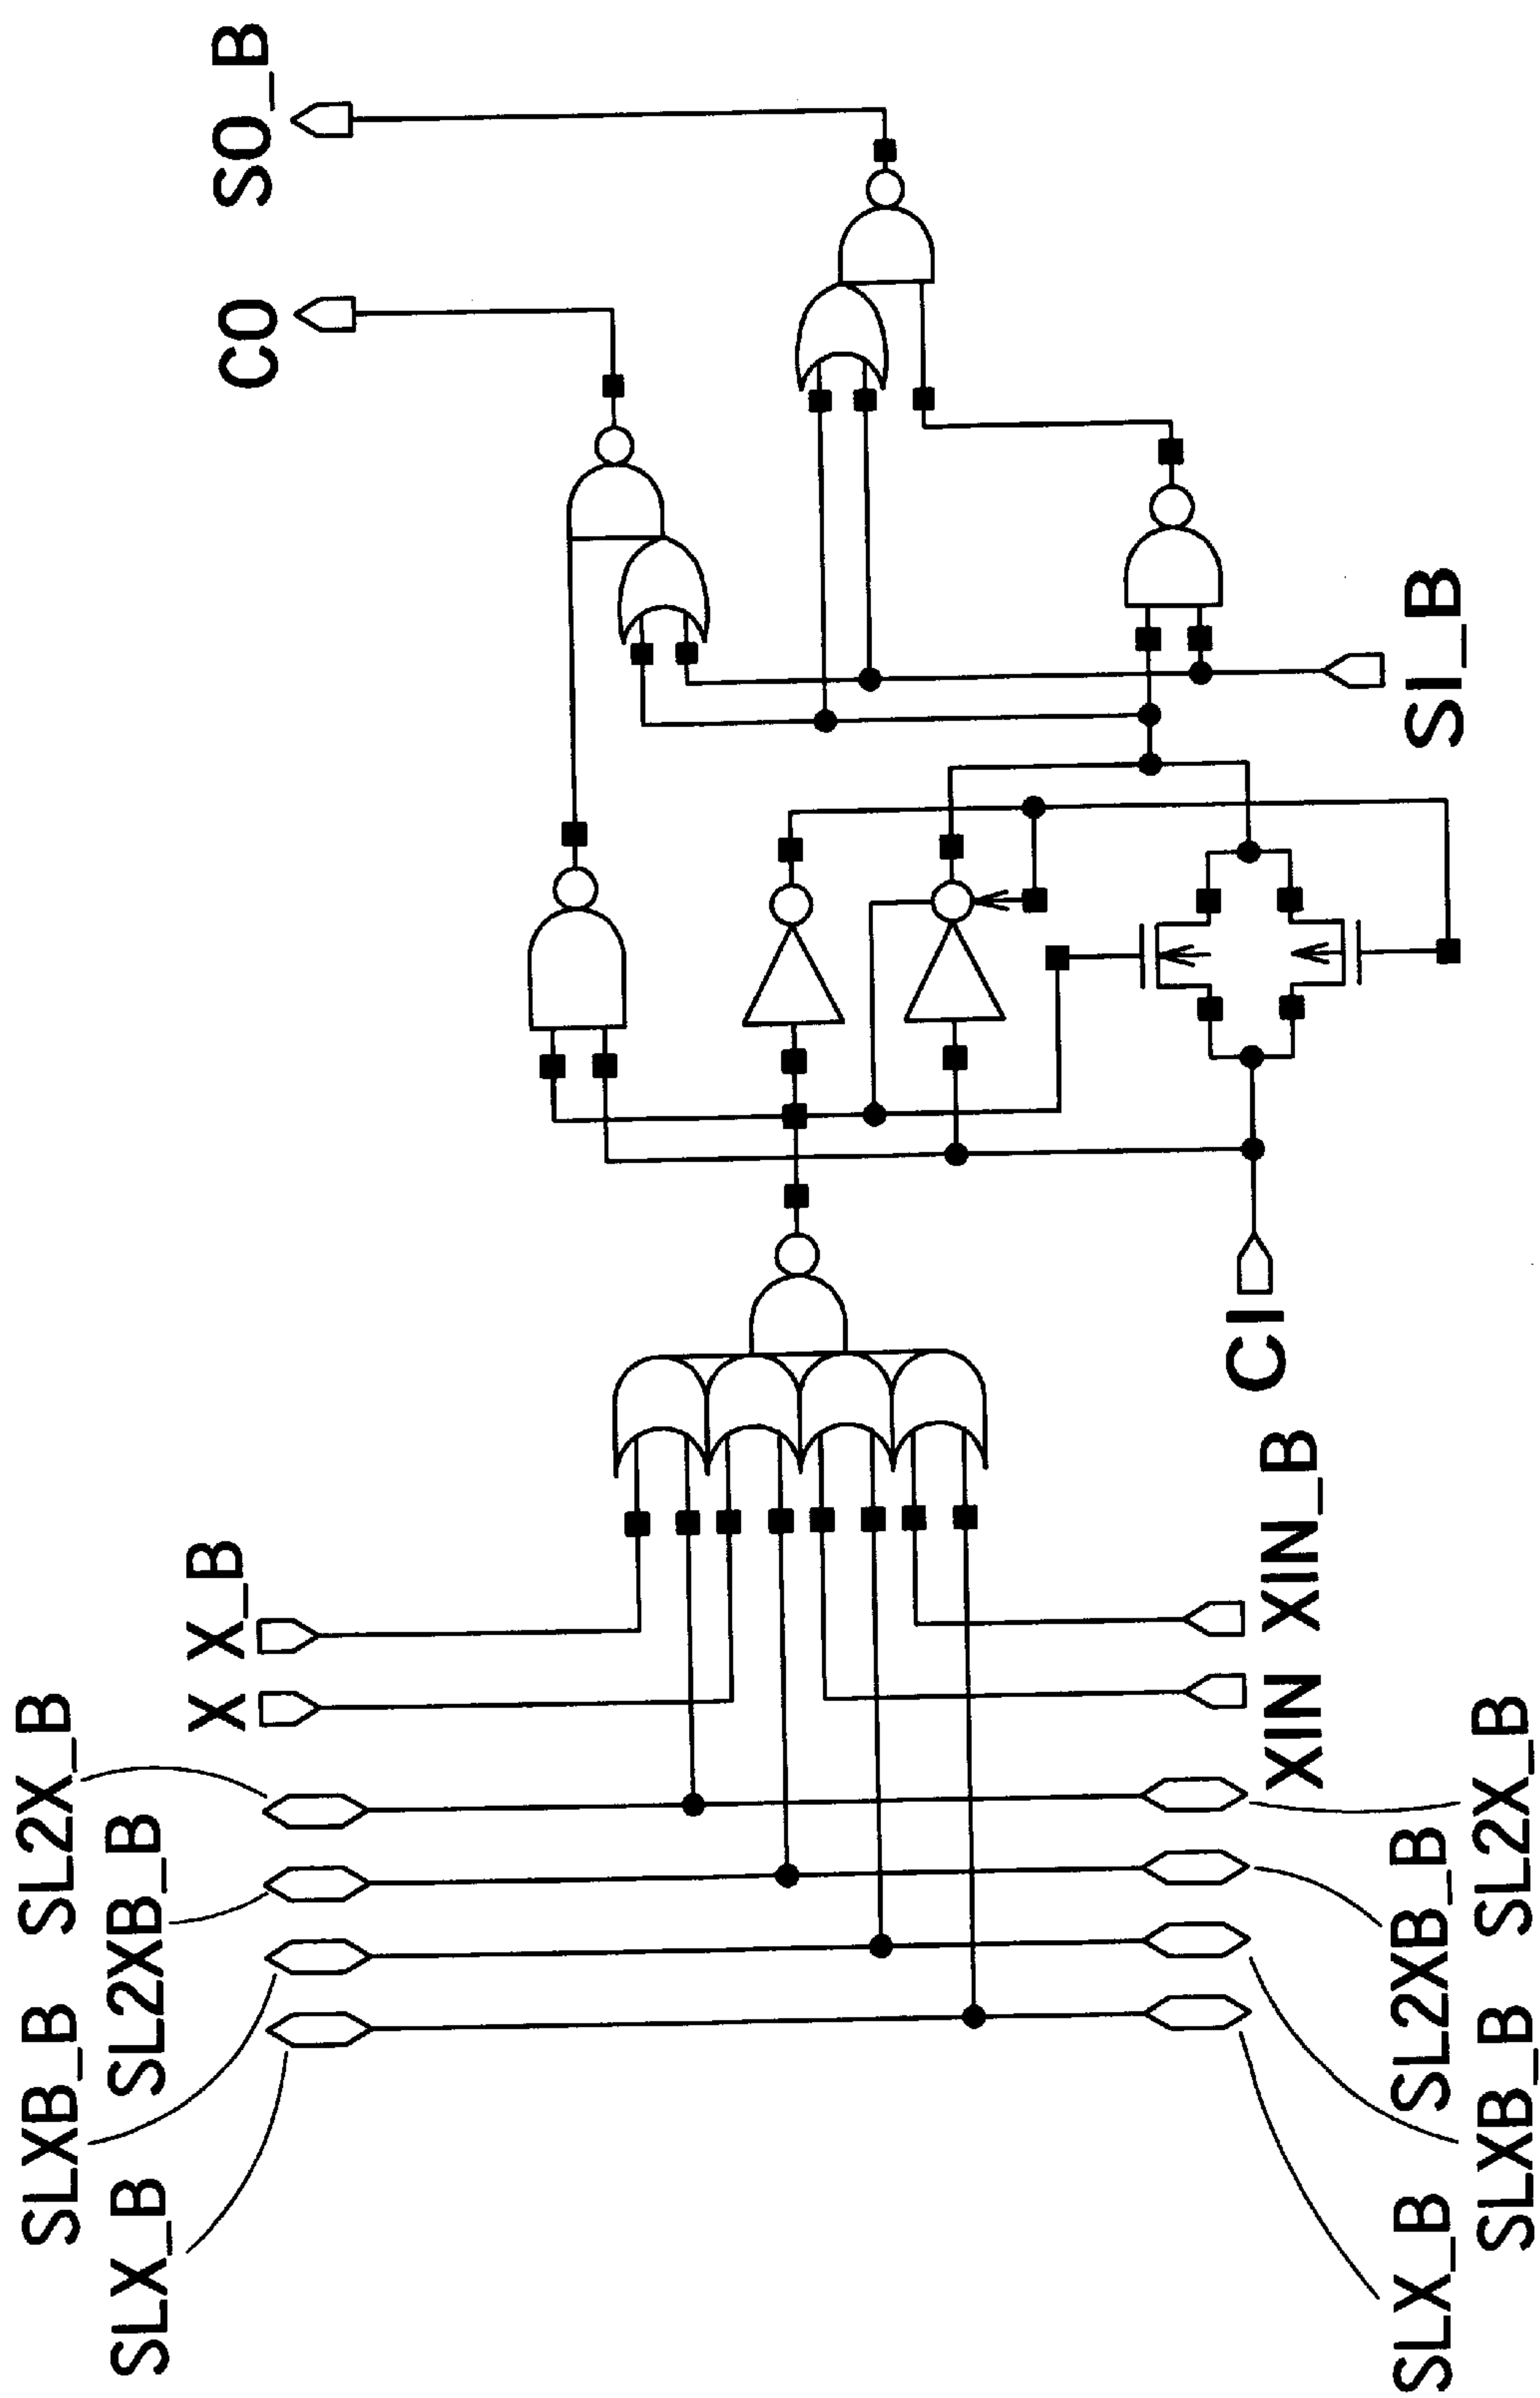 SLX_B
SLXB_B
SL2XB_B
SL2X_B
X
X_B
CO
SO_B
SLX_B
SLXB_B
SL2XB_B
SL2X_B
XIN
XIN_B
CI
SI_B